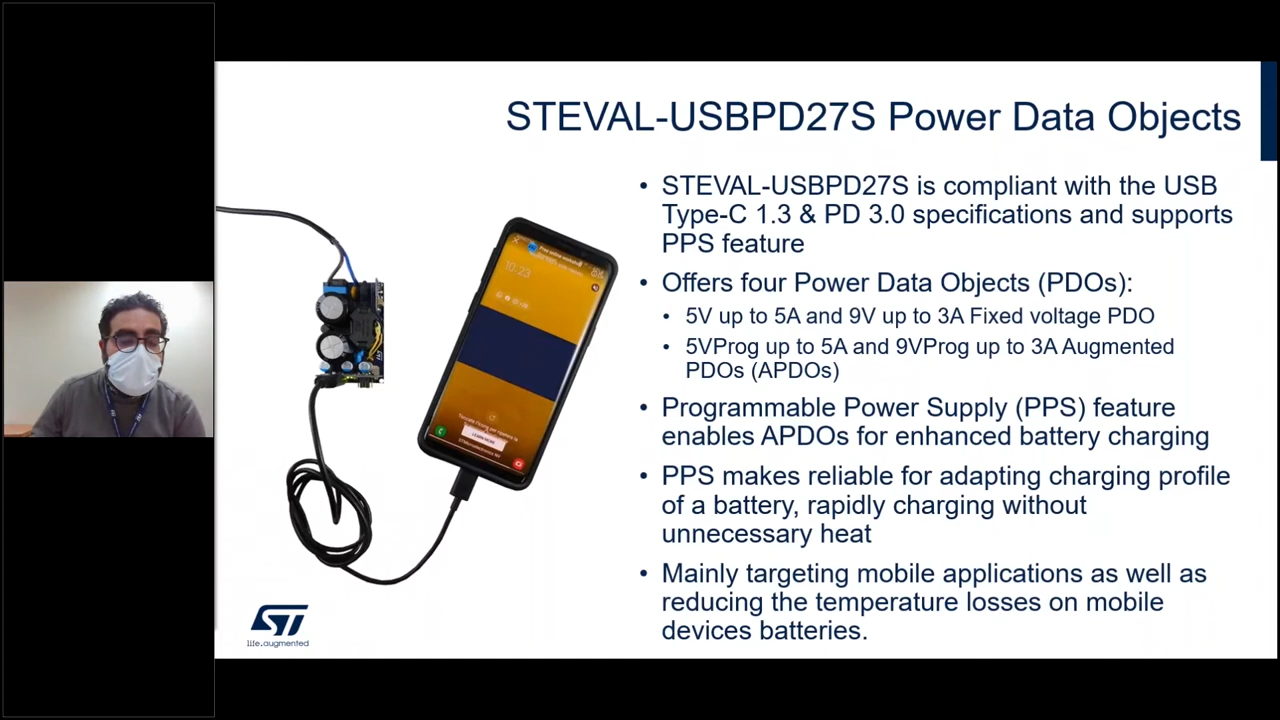 STEVAL-USBPD27S Power Data Objects
• STEVAL-USBPD27S is compliant with the USB
Type-C 1.3 & PD 3.0 specifications and supports
PPS feature
• Offers four Power Data Objects (PDOs):
• 5V up to 5A and 9V up to 3A Fixed voltage PDO
• 5VProg up to 5A and 9VProg up to 3A Augmented
PDOs (APDOs)
• Programmable Power Supply (PPS) feature
enables APDOs for enhanced battery charging
• PPS makes reliable for adapting charging profile
of a battery, rapidly charging without
unnecessary heat
• Mainly targeting mobile applications as well as
reducing the temperature losses on mobile
devices batteries.
10:23
LEARN MORE
ST
life.augmented